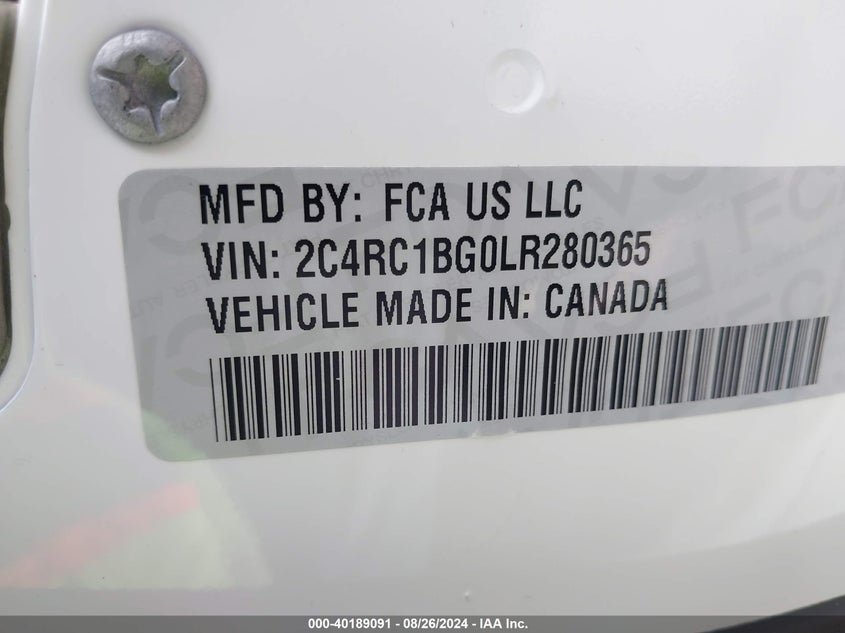 MFD BY: FCA US LLC
VIN: 2C4RC1BG0LR280365
VEHICLE MADE IN: CANADA
000-40189091 - 08/26/2024 - IAA Inc.